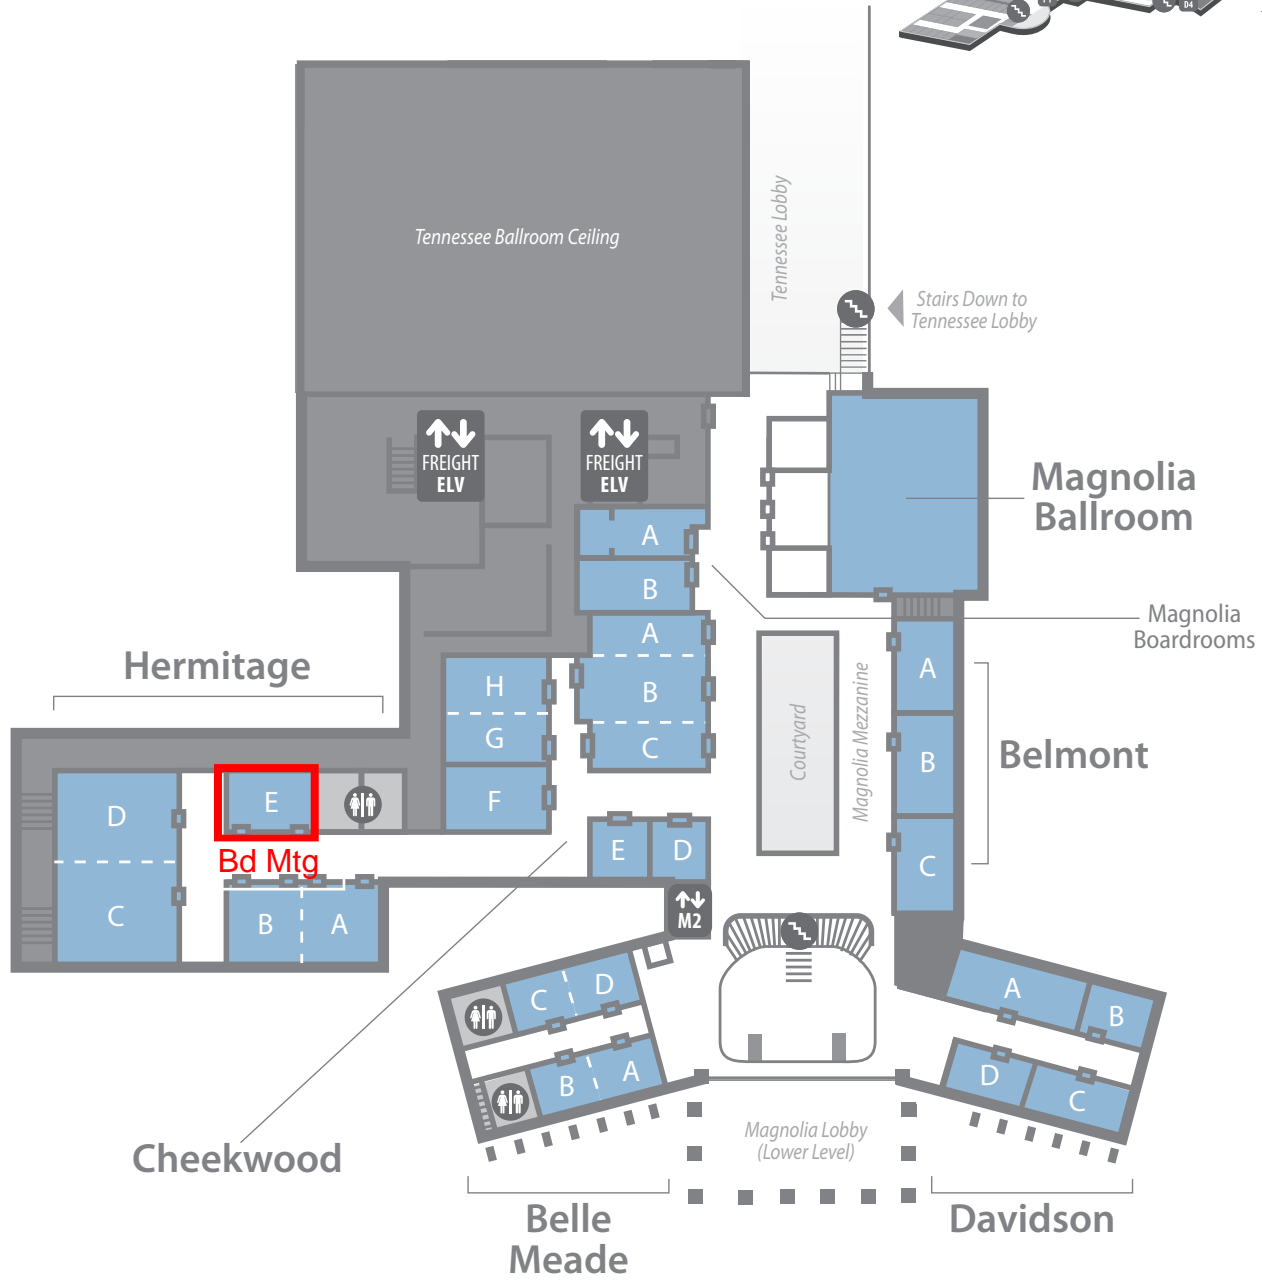 D4
Tennessee Lobby
Tennessee Ballroom Ceiling
Stairs Down to
Tennessee Lobby
FREIGHT
ELV
FREIGHT
ELV
Magnolia
Ballroom
A
B
Magnolia
Boardrooms
Hermitage
A
B
C
H
G
F
Courtyard
Magnolia Mezzanine
A
B
C
Belmont
D
C
E
Bd Mtg
B
A
E
D
M2
C
D
B
A
A
B
D
C
Magnolia Lobby
(Lower Level)
Cheekwood
Belle
Meade
Davidson